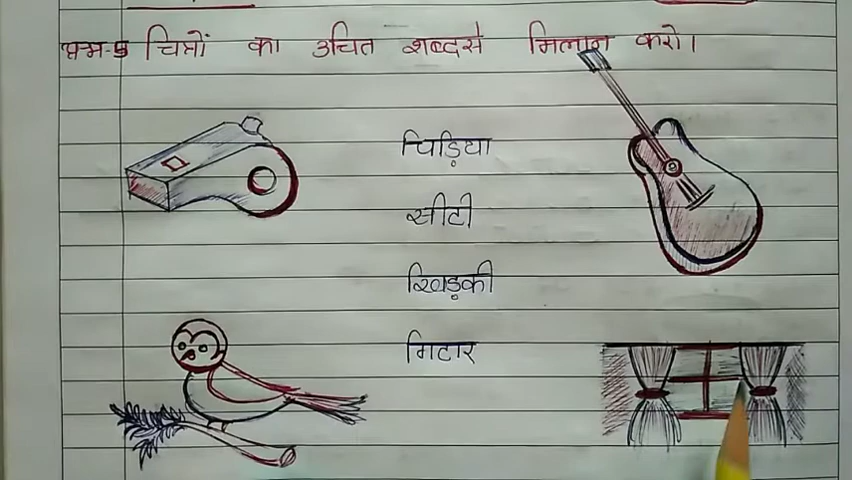 प्रश्न-5 चित्रों का उचित शब्दसे मिलान करो।
चिड़िया
सीटी
खिड़की
गिटार